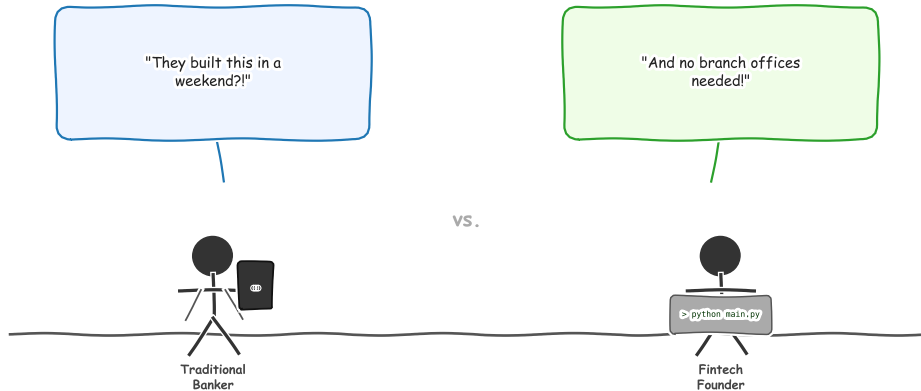 "They built this in a
weekend?!"
"And no branch offices
needed!"
vs.
> python main.py
Traditional
Banker
Fintech
Founder